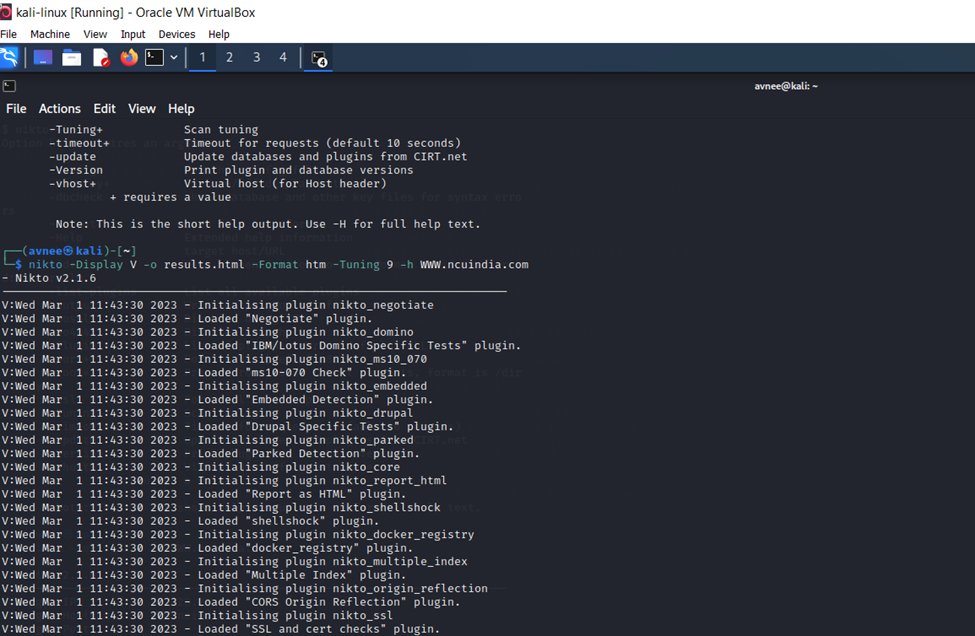 kali-linux [Running] - Oracle VM VirtualBox
File Machine View Input Devices Help
1 2 3 4 4
avnee@kali: ~
File Actions Edit View Help
-Tuning+ Scan tuning
-timeout+ Timeout for requests (default 10 seconds)
-update Update databases and plugins from CIRT.net
-Version Print plugin and database versions
-vhost+ Virtual host (for Host header)
+ requires a value
Note: This is the short help output. Use -H for full help text.
┌──(avnee㉿kali)-[~]
└─$ nikto -Display V -o results.html -Format htm -Tuning 9 -h WWW.ncuindia.com
- Nikto v2.1.6
V:Wed Mar 1 11:43:30 2023 - Initialising plugin nikto_negotiate
V:Wed Mar 1 11:43:30 2023 - Loaded "Negotiate" plugin.
V:Wed Mar 1 11:43:30 2023 - Initialising plugin nikto_domino
V:Wed Mar 1 11:43:30 2023 - Loaded "IBM/Lotus Domino Specific Tests" plugin.
V:Wed Mar 1 11:43:30 2023 - Initialising plugin nikto_ms10_070
V:Wed Mar 1 11:43:30 2023 - Loaded "ms10-070 Check" plugin.
V:Wed Mar 1 11:43:30 2023 - Initialising plugin nikto_embedded
V:Wed Mar 1 11:43:30 2023 - Loaded "Embedded Detection" plugin.
V:Wed Mar 1 11:43:30 2023 - Initialising plugin nikto_drupal
V:Wed Mar 1 11:43:30 2023 - Loaded "Drupal Specific Tests" plugin.
V:Wed Mar 1 11:43:30 2023 - Initialising plugin nikto_parked
V:Wed Mar 1 11:43:30 2023 - Loaded "Parked Detection" plugin.
V:Wed Mar 1 11:43:30 2023 - Initialising plugin nikto_core
V:Wed Mar 1 11:43:30 2023 - Initialising plugin nikto_report_html
V:Wed Mar 1 11:43:30 2023 - Loaded "Report as HTML" plugin.
V:Wed Mar 1 11:43:30 2023 - Initialising plugin nikto_shellshock
V:Wed Mar 1 11:43:30 2023 - Loaded "shellshock" plugin.
V:Wed Mar 1 11:43:30 2023 - Initialising plugin nikto_docker_registry
V:Wed Mar 1 11:43:30 2023 - Loaded "docker_registry" plugin.
V:Wed Mar 1 11:43:30 2023 - Initialising plugin nikto_multiple_index
V:Wed Mar 1 11:43:30 2023 - Loaded "Multiple Index" plugin.
V:Wed Mar 1 11:43:30 2023 - Initialising plugin nikto_origin_reflection
V:Wed Mar 1 11:43:30 2023 - Loaded "CORS Origin Reflection" plugin.
V:Wed Mar 1 11:43:30 2023 - Initialising plugin nikto_ssl
V:Wed Mar 1 11:43:30 2023 - Loaded "SSL and cert checks" plugin.